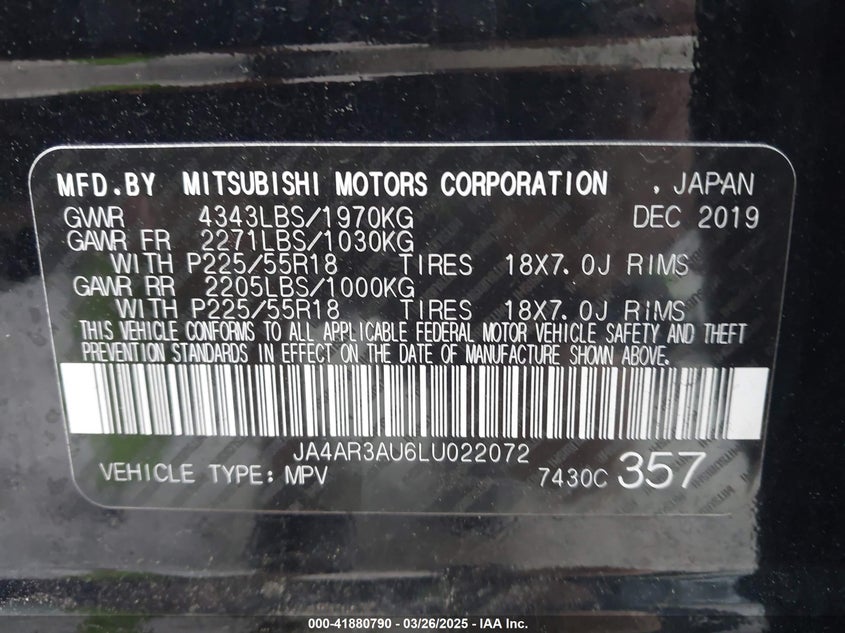 MFD.BY MITSUBISHI MOTORS CORPORATION , JAPAN
GVWR 4343LBS/1970KG DEC 2019
GAWR FR 2271LBS/1030KG
WITH P225/55R18 TIRES 18X7.0J RIMS
GAWR RR 2205LBS/1000KG
WITH P225/55R18 TIRES 18X7.0J RIMS
THIS VEHICLE CONFORMS TO ALL APPLICABLE FEDERAL MOTOR VEHICLE SAFETY AND THEFT
PREVENTION STANDARDS IN EFFECT ON THE DATE OF MANUFACTURE SHOWN ABOVE.
JA4AR3AU6LU022072
VEHICLE TYPE: MPV 7430C 357
000-41880790 - 03/26/2025 - IAA Inc.